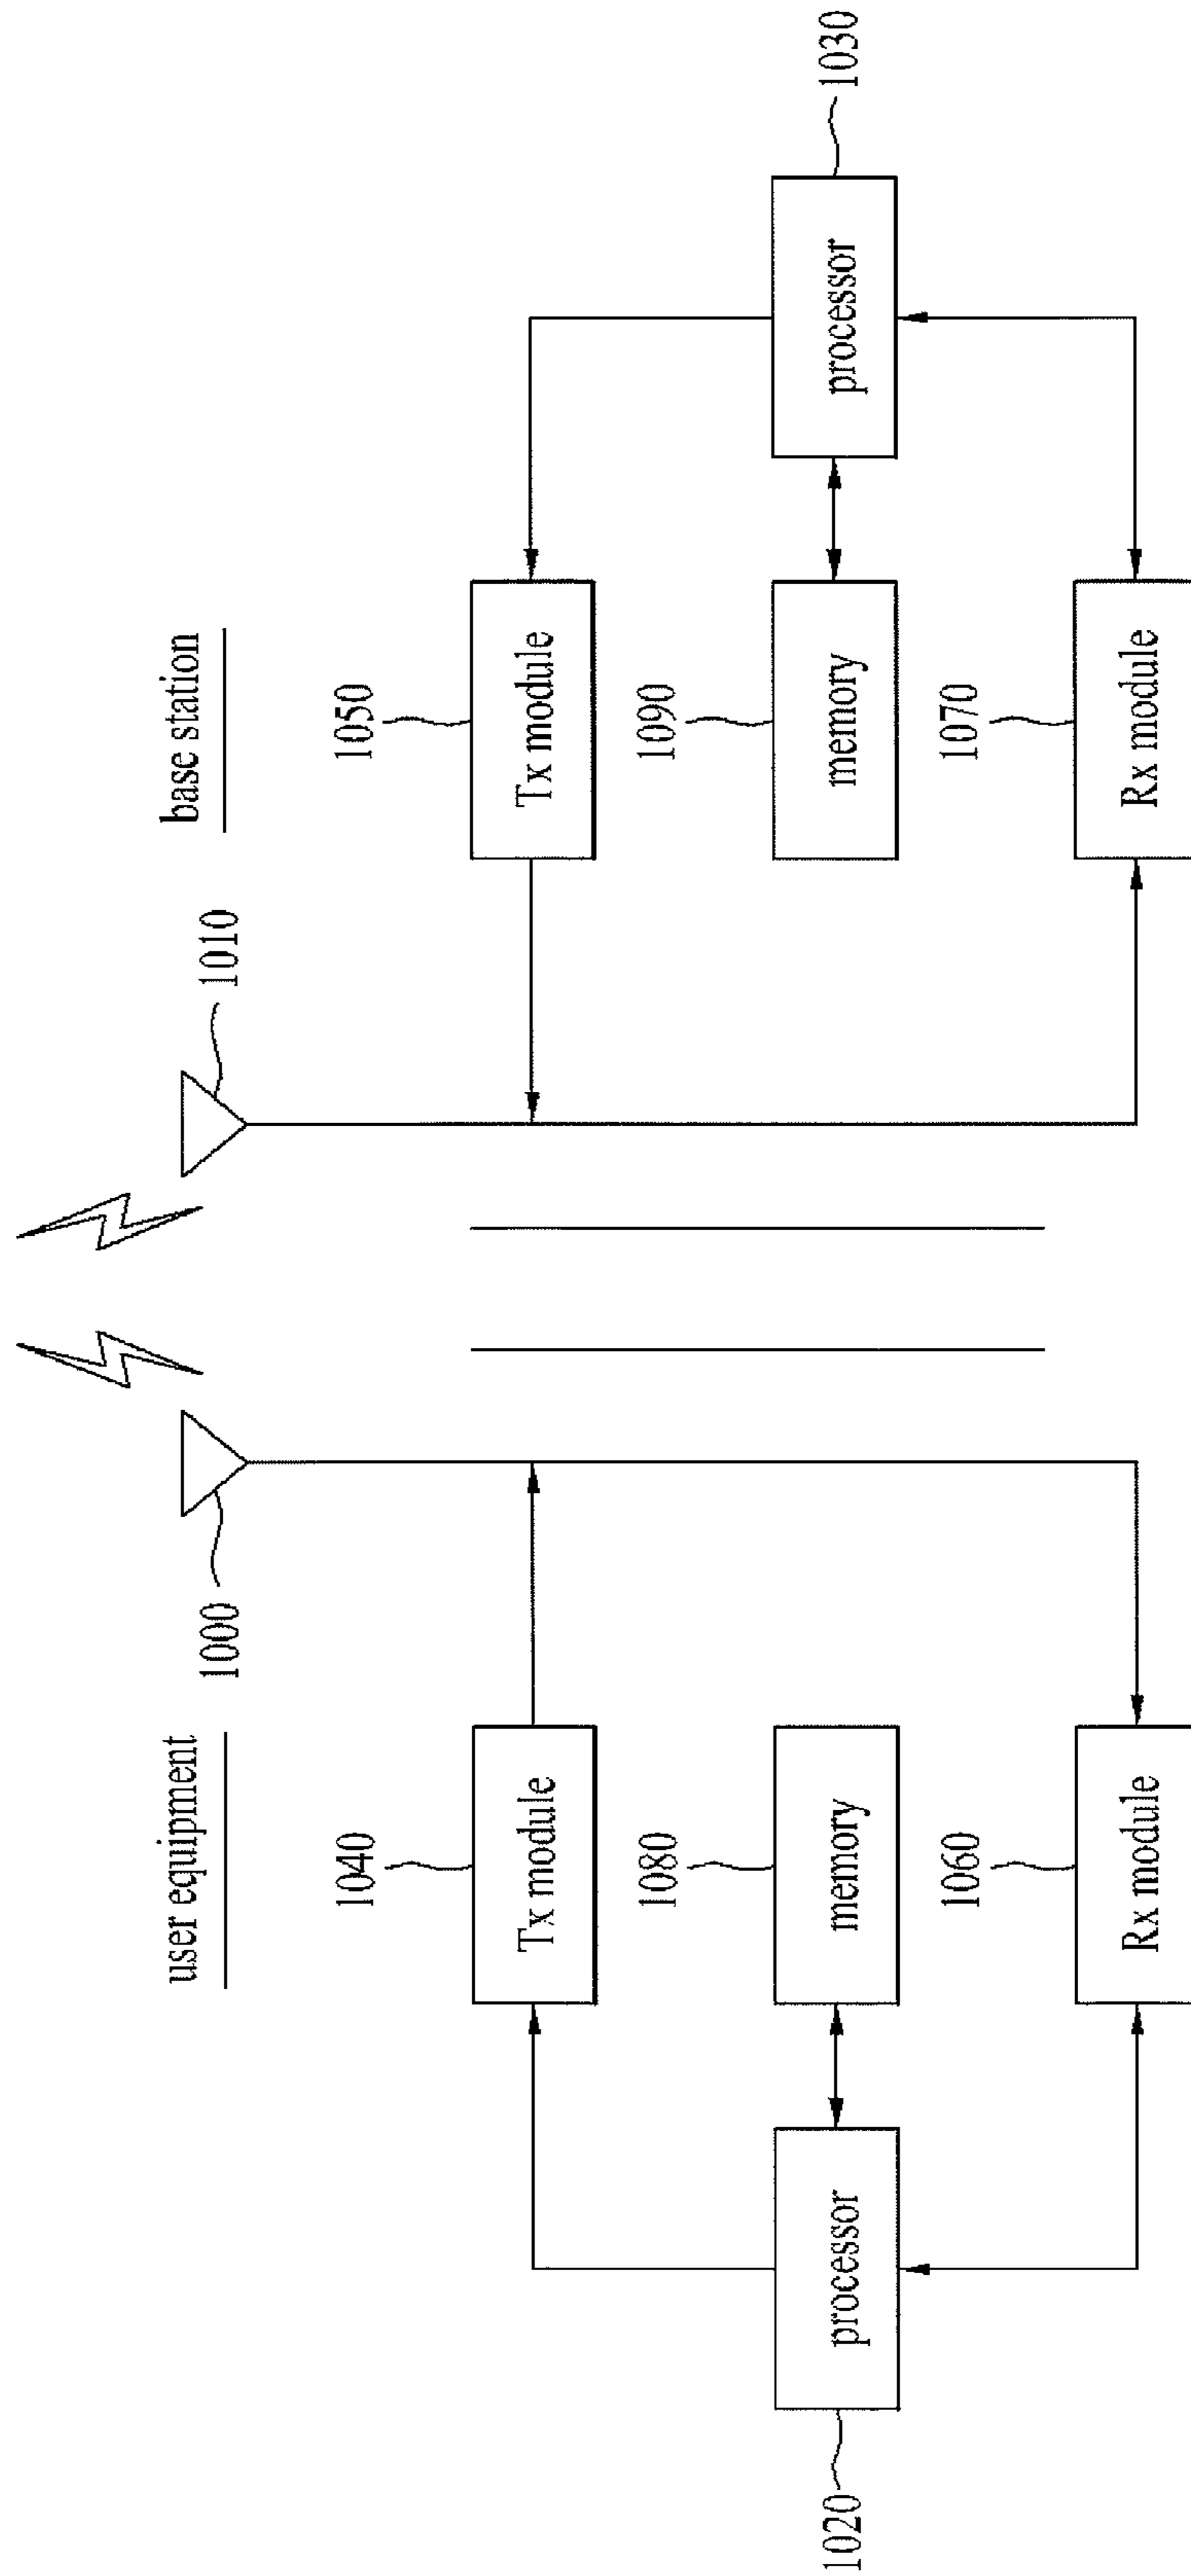 user equipment
base station
1000
1010
1040
Tx module
1050
Tx module
1080
memory
1090
memory
1020
processor
processor
1030
1060
Rx module
1070
Rx module